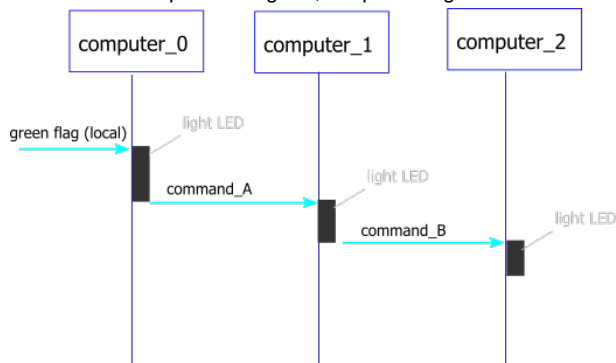 computer_0
computer_1
computer_2
light LED
green flag (local)
light LED
command_A
light LED
command_B